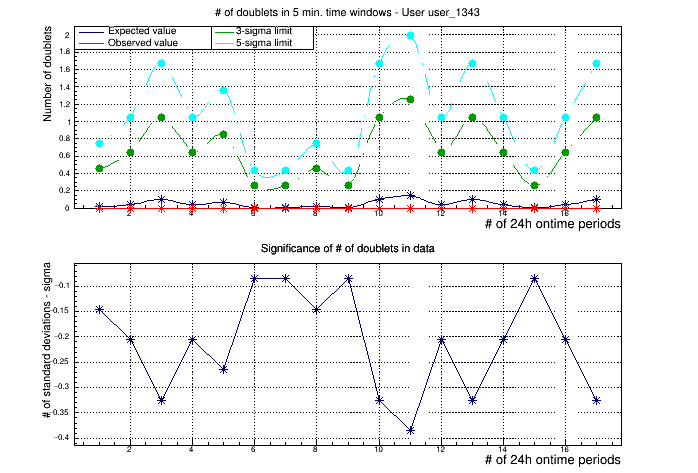 # of doublets in 5 min. time windows - User user_1343
Number of doublets
Expected value
3-sigma limit
Observed value
5-sigma limit
2
1.8
1.6
1.4
1.2
1
0.8
0.6
0.4
0.2
0
2 4 6 8 10 12 14 16
# of 24h ontime periods
Significance of # of doublets in data
# of standard deviations - sigma
-0.1
-0.15
-0.2
-0.25
-0.3
-0.35
-0.4
2 4 6 8 10 12 14 16
# of 24h ontime periods